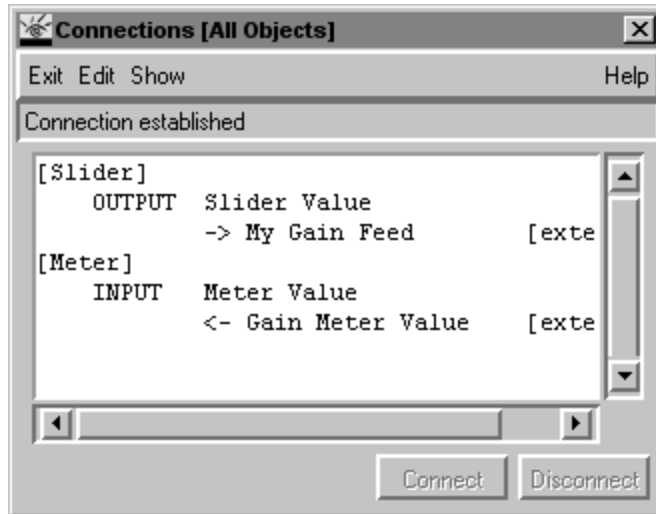 Connections [All Objects]
Exit Edit Show Help
Connection established
[Slider]
OUTPUT Slider Value
-> My Gain Feed [exte
[Meter]
INPUT Meter Value
<- Gain Meter Value [exte
Connect Disconnect